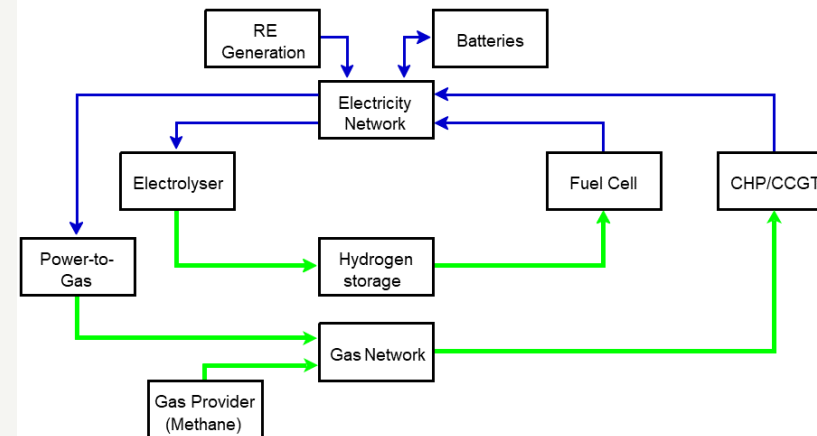 RE
Generation
Batteries
Electricity
Network
Electrolyser
Fuel Cell
CHP/CCGT
Power-to-
Gas
Hydrogen
storage
Gas Network
Gas Provider
(Methane)